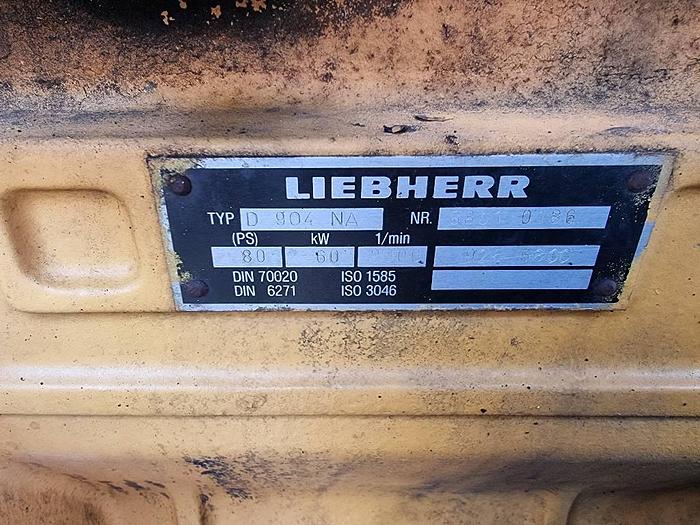 LIEBHERR
TYP D 904 NA NR.
(PS) kW 1/min
80 60
DIN 70020 ISO 1585
DIN 6271 ISO 3046